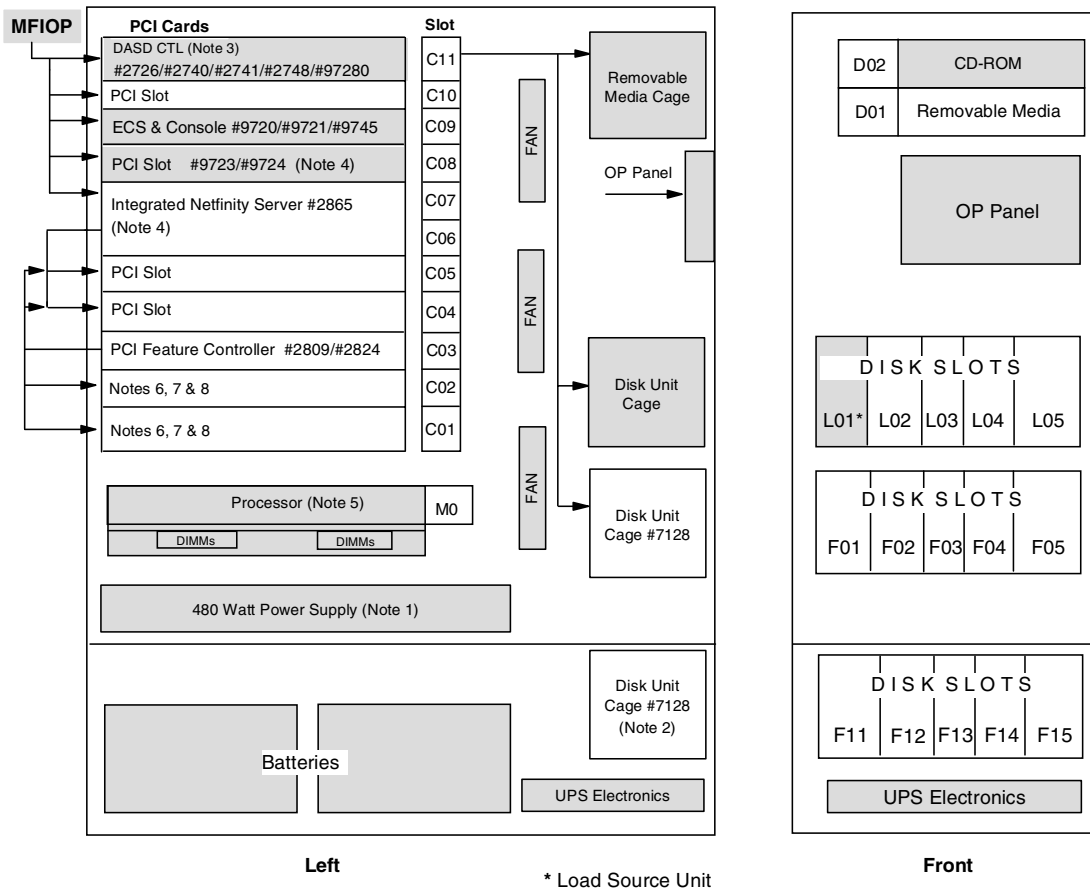 MFIOP
PCI Cards
Slot
DASD CTL (Note 3)
#2726/#2740/#2741/#2748/#97280
C11
PCI Slot
C10
ECS & Console #9720/#9721/#9745
C09
PCI Slot #9723/#9724 (Note 4)
C08
Integrated Netfinity Server #2865
(Note 4)
C07
C06
PCI Slot
C05
PCI Slot
C04
PCI Feature Controller #2809/#2824
C03
Notes 6, 7 & 8
C02
Notes 6, 7 & 8
C01
FAN
FAN
FAN
Removable
Media Cage
OP Panel
Disk Unit
Cage
Disk Unit
Cage #7128
Processor (Note 5)
M0
DIMMs
DIMMs
480 Watt Power Supply (Note 1)
Disk Unit
Cage #7128
(Note 2)
Batteries
UPS Electronics
Left
* Load Source Unit
D02
CD-ROM
D01
Removable Media
OP Panel
DISK SLOTS
L01*
L02
L03
L04
L05
DISK SLOTS
F01
F02
F03
F04
F05
DISK SLOTS
F11
F12
F13
F14
F15
UPS Electronics
Front